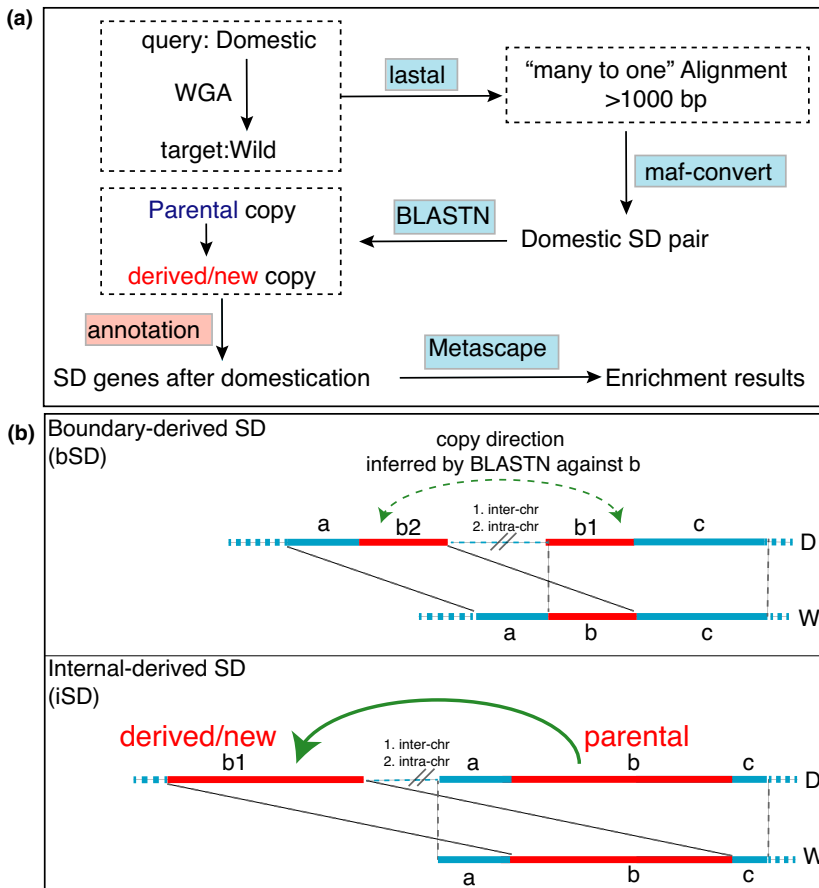 (a)
query: Domestic
WGA
target:Wild
lastal
“many to one” Alignment
>1000 bp
maf-convert
Domestic SD pair
BLASTN
Parental copy
derived/new copy
annotation
SD genes after domestication
Metascape
Enrichment results
(b)
Boundary-derived SD
(bSD)
copy direction
inferred by BLASTN against b
1. inter-chr
2. intra-chr
a b2 b1 c
D
W
a b c
Internal-derived SD
(iSD)
derived/new
parental
1. inter-chr
2. intra-chr
b1 a b c
D
W
a b c